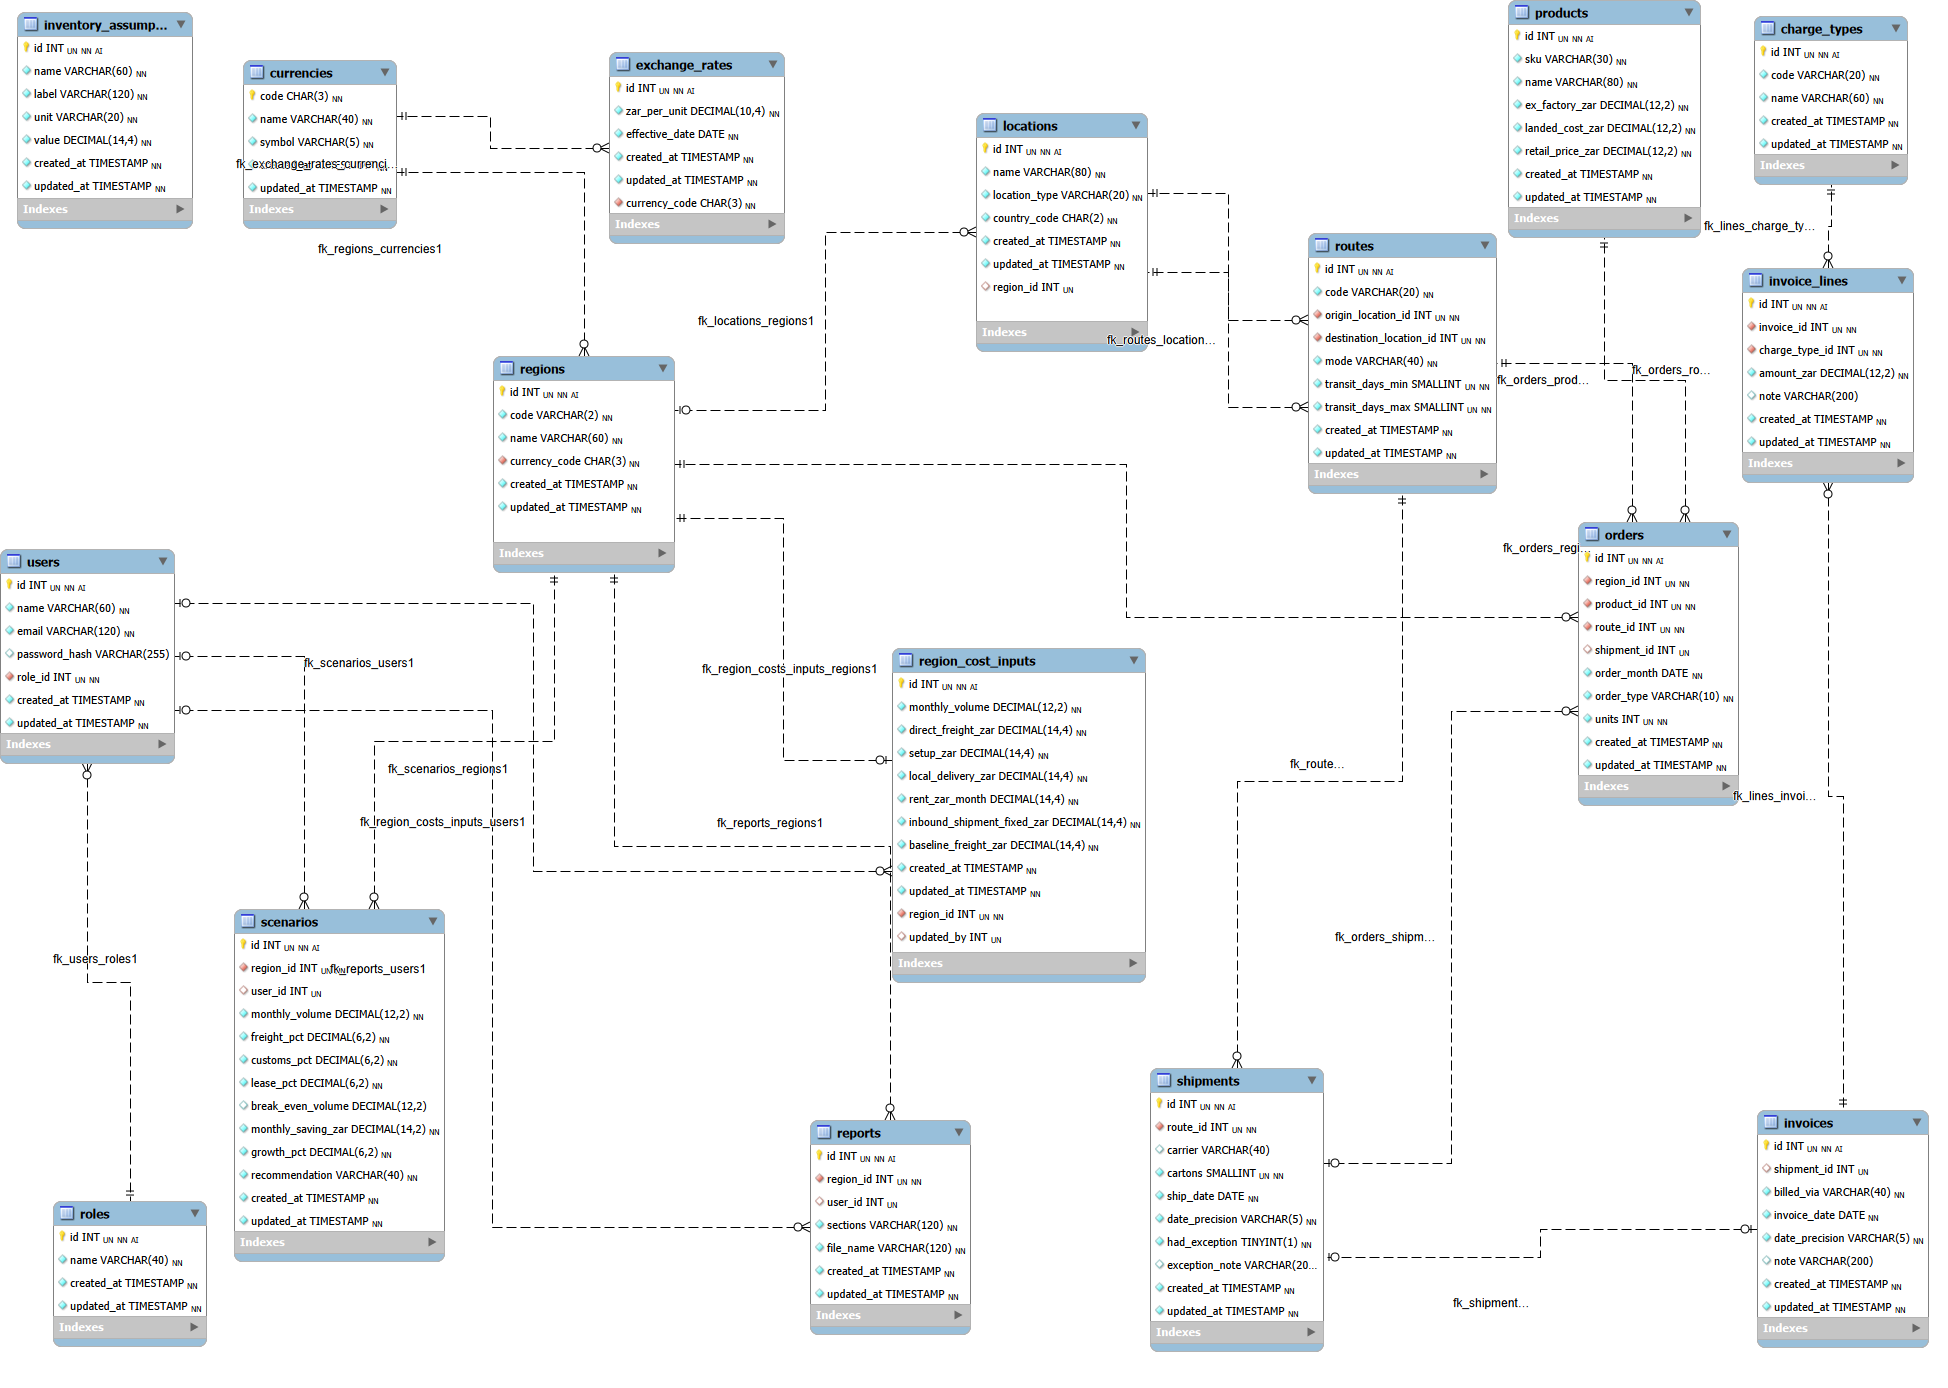 inventory_assump...
id INT UN NN AI
name VARCHAR(60) NN
label VARCHAR(120) NN
unit VARCHAR(20) NN
value DECIMAL(14,4) NN
created_at TIMESTAMP NN
updated_at TIMESTAMP NN
Indexes
currencies
code CHAR(3) NN
name VARCHAR(40) NN
symbol VARCHAR(5) NN
fk_exchange_rates_currenci...
updated_at TIMESTAMP NN
Indexes
fk_regions_currencies1
exchange_rates
id INT UN NN AI
zar_per_unit DECIMAL(10,4) NN
effective_date DATE NN
created_at TIMESTAMP NN
updated_at TIMESTAMP NN
currency_code CHAR(3) NN
Indexes
locations
id INT UN NN AI
name VARCHAR(80) NN
location_type VARCHAR(20) NN
country_code CHAR(2) NN
created_at TIMESTAMP NN
updated_at TIMESTAMP NN
region_id INT UN
Indexes
fk_locations_regions1
fk_routes_location...
products
id INT UN NN AI
sku VARCHAR(30) NN
name VARCHAR(80) NN
ex_factory_zar DECIMAL(12,2) NN
landed_cost_zar DECIMAL(12,2) NN
retail_price_zar DECIMAL(12,2) NN
created_at TIMESTAMP NN
updated_at TIMESTAMP NN
Indexes
charge_types
id INT UN NN AI
code VARCHAR(20) NN
name VARCHAR(60) NN
created_at TIMESTAMP NN
updated_at TIMESTAMP NN
Indexes
fk_lines_charge_ty...
routes
id INT UN NN AI
code VARCHAR(20) NN
origin_location_id INT UN NN
destination_location_id INT UN NN
mode VARCHAR(40) NN
transit_days_min SMALLINT UN NN
transit_days_max SMALLINT UN NN
created_at TIMESTAMP NN
updated_at TIMESTAMP NN
Indexes
fk_orders_prod...
fk_orders_ro...
invoice_lines
id INT UN NN AI
invoice_id INT UN NN
charge_type_id INT UN NN
amount_zar DECIMAL(12,2) NN
note VARCHAR(200)
created_at TIMESTAMP NN
updated_at TIMESTAMP NN
Indexes
regions
id INT UN NN AI
code VARCHAR(2) NN
name VARCHAR(60) NN
currency_code CHAR(3) NN
created_at TIMESTAMP NN
updated_at TIMESTAMP NN
Indexes
fk_orders_regi...
orders
id INT UN NN AI
region_id INT UN NN
product_id INT UN NN
route_id INT UN NN
shipment_id INT UN
order_month DATE NN
order_type VARCHAR(10) NN
units INT UN NN
created_at TIMESTAMP NN
updated_at TIMESTAMP NN
Indexes
fk_lines_invoi...
users
id INT UN NN AI
name VARCHAR(60) NN
email VARCHAR(120) NN
password_hash VARCHAR(255)
role_id INT UN NN
created_at TIMESTAMP NN
updated_at TIMESTAMP NN
Indexes
fk_scenarios_users1
fk_scenarios_regions1
fk_region_costs_inputs_users1
fk_region_costs_inputs_regions1
fk_reports_regions1
region_cost_inputs
id INT UN NN AI
monthly_volume DECIMAL(12,2) NN
direct_freight_zar DECIMAL(14,4) NN
setup_zar DECIMAL(14,4) NN
local_delivery_zar DECIMAL(14,4) NN
rent_zar_month DECIMAL(14,4) NN
inbound_shipment_fixed_zar DECIMAL(14,4) NN
baseline_freight_zar DECIMAL(14,4) NN
created_at TIMESTAMP NN
updated_at TIMESTAMP NN
region_id INT UN NN
updated_by INT UN
Indexes
fk_route...
fk_orders_shipm...
fk_users_roles1
scenarios
id INT UN NN AI
region_id INT UN NN
fk_reports_users1
user_id INT UN
monthly_volume DECIMAL(12,2) NN
freight_pct DECIMAL(6,2) NN
customs_pct DECIMAL(6,2) NN
lease_pct DECIMAL(6,2) NN
break_even_volume DECIMAL(12,2)
monthly_saving_zar DECIMAL(14,2) NN
growth_pct DECIMAL(6,2) NN
recommendation VARCHAR(40) NN
created_at TIMESTAMP NN
updated_at TIMESTAMP NN
Indexes
roles
id INT UN NN AI
name VARCHAR(40) NN
created_at TIMESTAMP NN
updated_at TIMESTAMP NN
Indexes
reports
id INT UN NN AI
region_id INT UN NN
user_id INT UN
sections VARCHAR(120) NN
file_name VARCHAR(120) NN
created_at TIMESTAMP NN
updated_at TIMESTAMP NN
Indexes
shipments
id INT UN NN AI
route_id INT UN NN
carrier VARCHAR(40)
cartons SMALLINT UN NN
ship_date DATE NN
date_precision VARCHAR(5) NN
had_exception TINYINT(1) NN
exception_note VARCHAR(20...
created_at TIMESTAMP NN
updated_at TIMESTAMP NN
Indexes
fk_shipment...
invoices
id INT UN NN AI
shipment_id INT UN
billed_via VARCHAR(40) NN
invoice_date DATE NN
date_precision VARCHAR(5) NN
note VARCHAR(200)
created_at TIMESTAMP NN
updated_at TIMESTAMP NN
Indexes